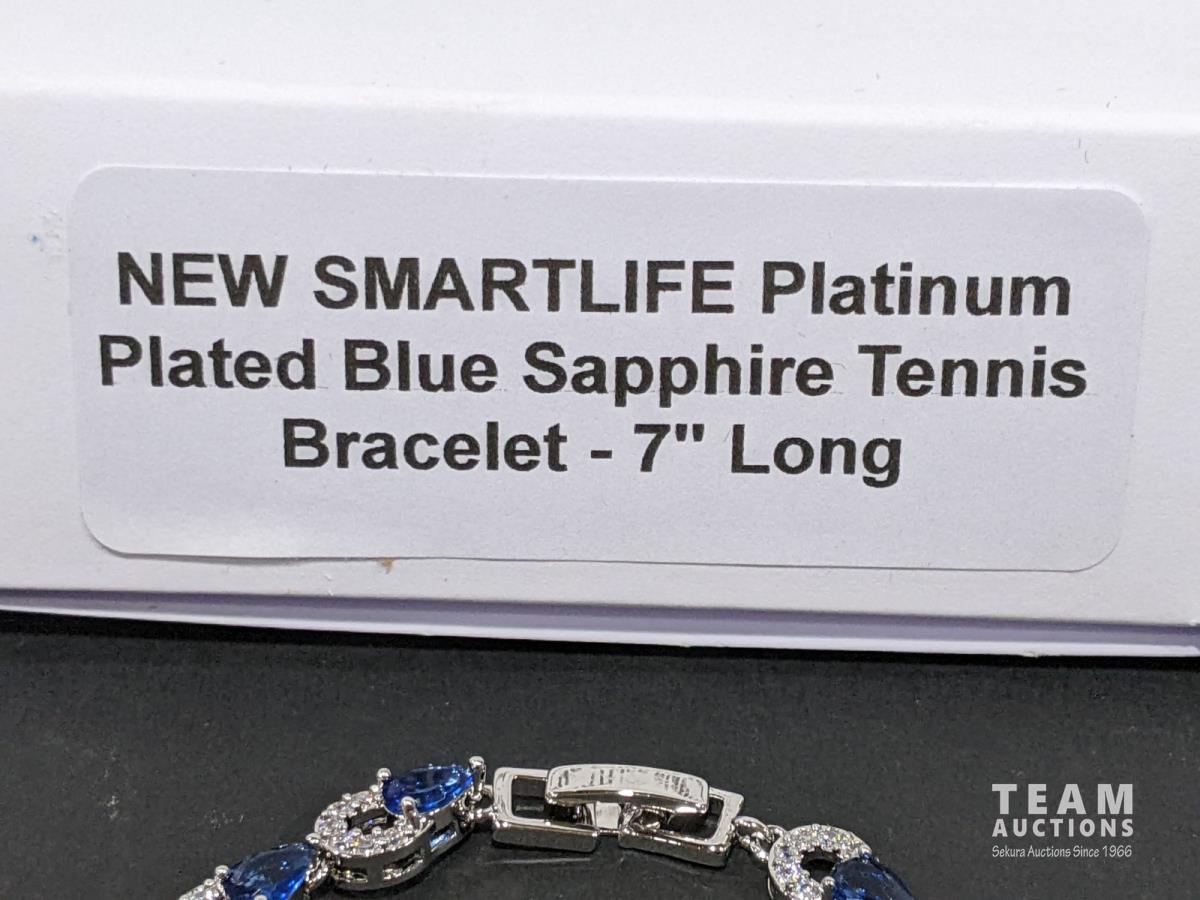 NEW SMARTLIFE Platinum
Plated Blue Sapphire Tennis
Bracelet - 7" Long
TEAM
AUCTIONS
Sekura Auctions Since 1966